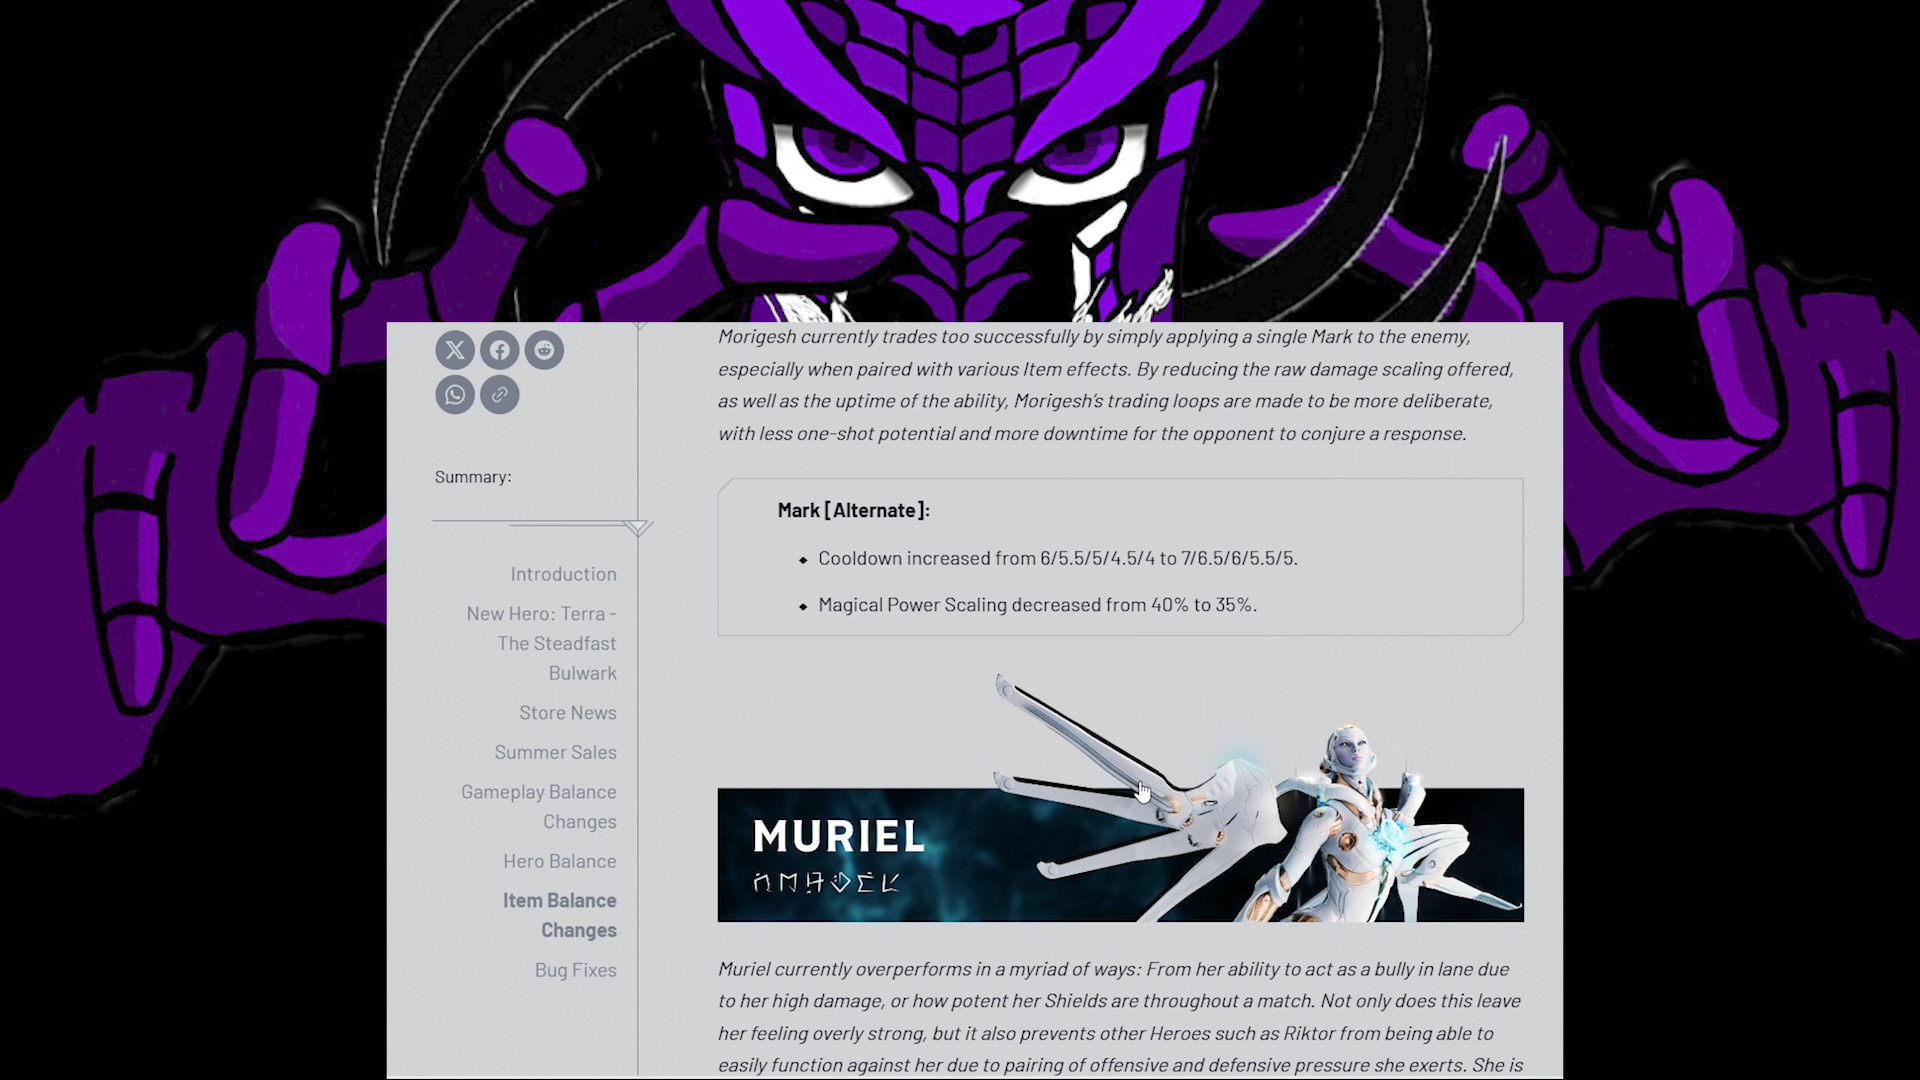 Morigesh currently trades too successfully by simply applying a single Mark to the enemy,
especially when paired with various Item effects. By reducing the raw damage scaling offered,
as well as the uptime of the ability, Morigesh’s trading loops are made to be more deliberate,
with less one-shot potential and more downtime for the opponent to conjure a response.
Summary:
Introduction
New Hero: Terra -
The Steadfast
Bulwark
Store News
Summer Sales
Gameplay Balance
Changes
Hero Balance
Item Balance
Changes
Bug Fixes
Mark [Alternate]:
Cooldown increased from 6/5.5/5/4.5/4 to 7/6.5/6/5.5/5.
Magical Power Scaling decreased from 40% to 35%.
MURIEL
Muriel currently overperforms in a myriad of ways: From her ability to act as a bully in lane due
to her high damage, or how potent her Shields are throughout a match. Not only does this leave
her feeling overly strong, but it also prevents other Heroes such as Riktor from being able to
easily function against her due to pairing of offensive and defensive pressure she exerts. She is